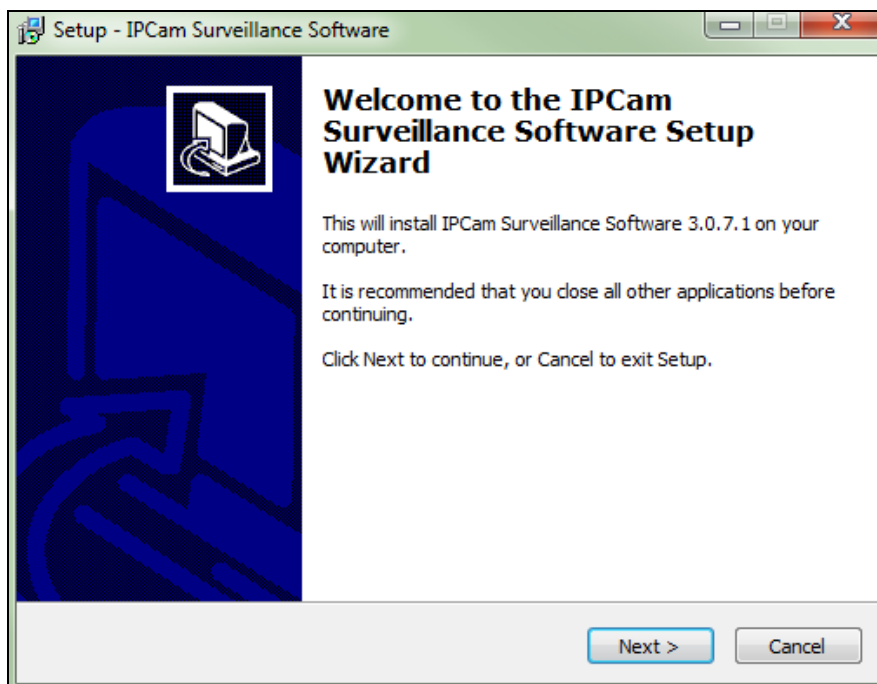 Setup - IPCam Surveillance Software
Welcome to the IPCam
Surveillance Software Setup
Wizard
This will install IPCam Surveillance Software 3.0.7.1 on your
computer.
It is recommended that you close all other applications before
continuing.
Click Next to continue, or Cancel to exit Setup.
Next >
Cancel